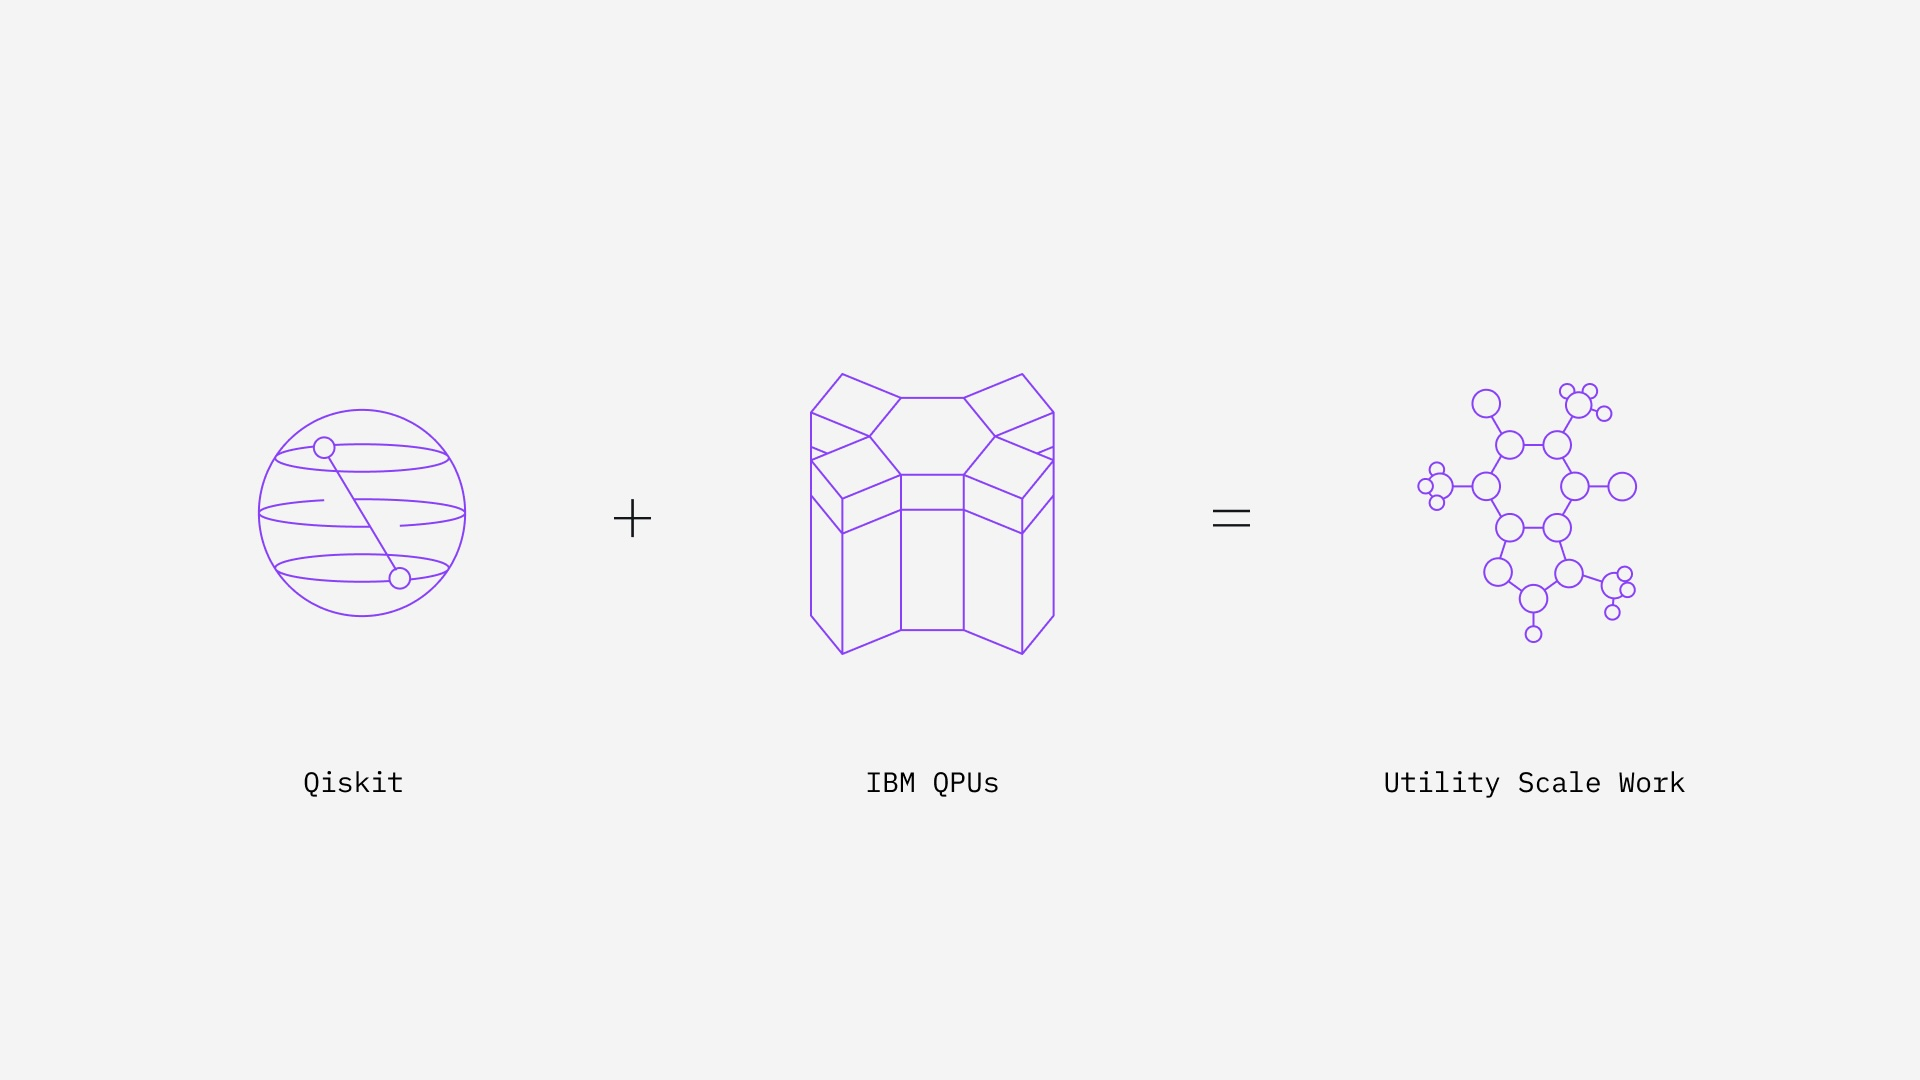 Qiskit
+
IBM QPUs
=
Utility Scale Work